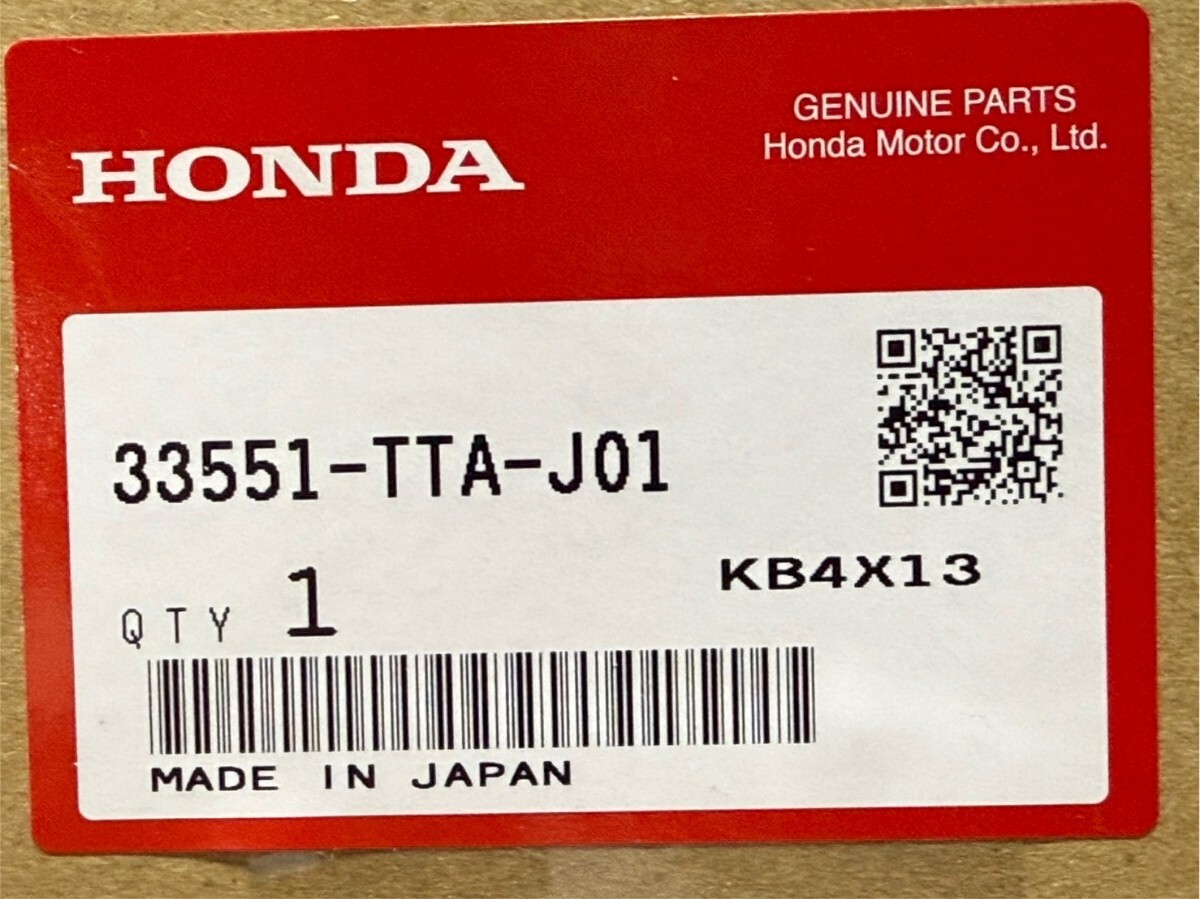 HONDA
GENUINE PARTS
Honda Motor Co., Ltd.
33551-TTA-J01
QTY 1
KB4X13
MADE IN JAPAN